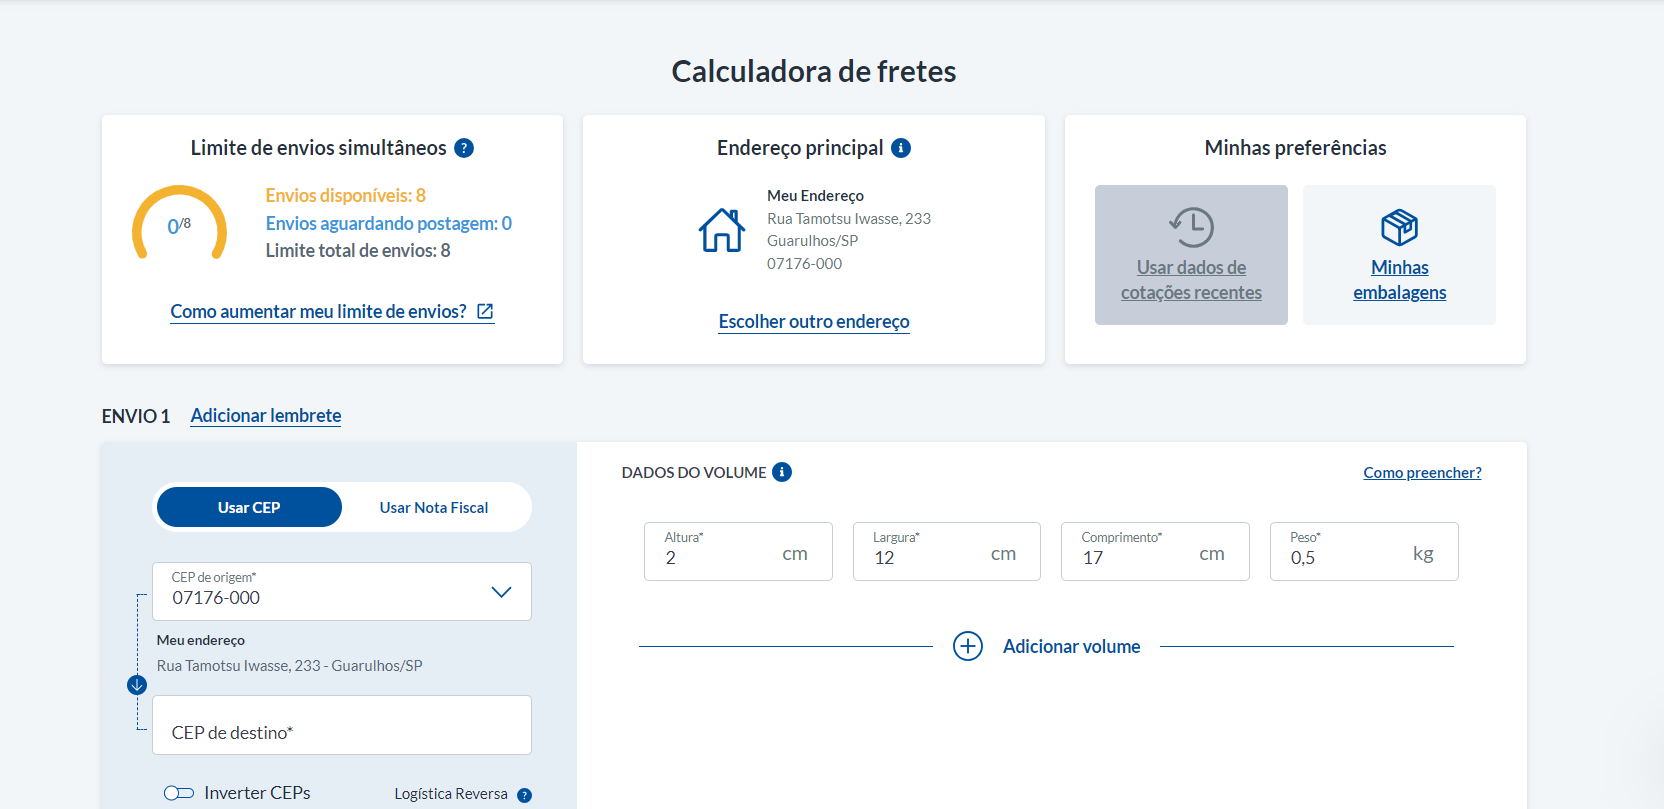 Calculadora de fretes
Limite de envios simultâneos ?
0/8
Envios disponíveis: 8
Envios aguardando postagem: 0
Limite total de envios: 8
Como aumentar meu limite de envios?
Endereço principal i
Meu Endereço
Rua Tamotsu Iwasse, 233
Guarulhos/SP
07176-000
Escolher outro endereço
Minhas preferências
Usar dados de
cotações recentes
Minhas
embalagens
ENVIO 1 Adicionar lembrete
Usar CEP Usar Nota Fiscal
CEP de origem*
07176-000
Meu endereço
Rua Tamotsu Iwasse, 233 - Guarulhos/SP
CEP de destino*
Inverter CEPs Logística Reversa ?
DADOS DO VOLUME i Como preencher?
Altura*
2 cm
Largura*
12 cm
Comprimento*
17 cm
Peso*
0,5 kg
Adicionar volume